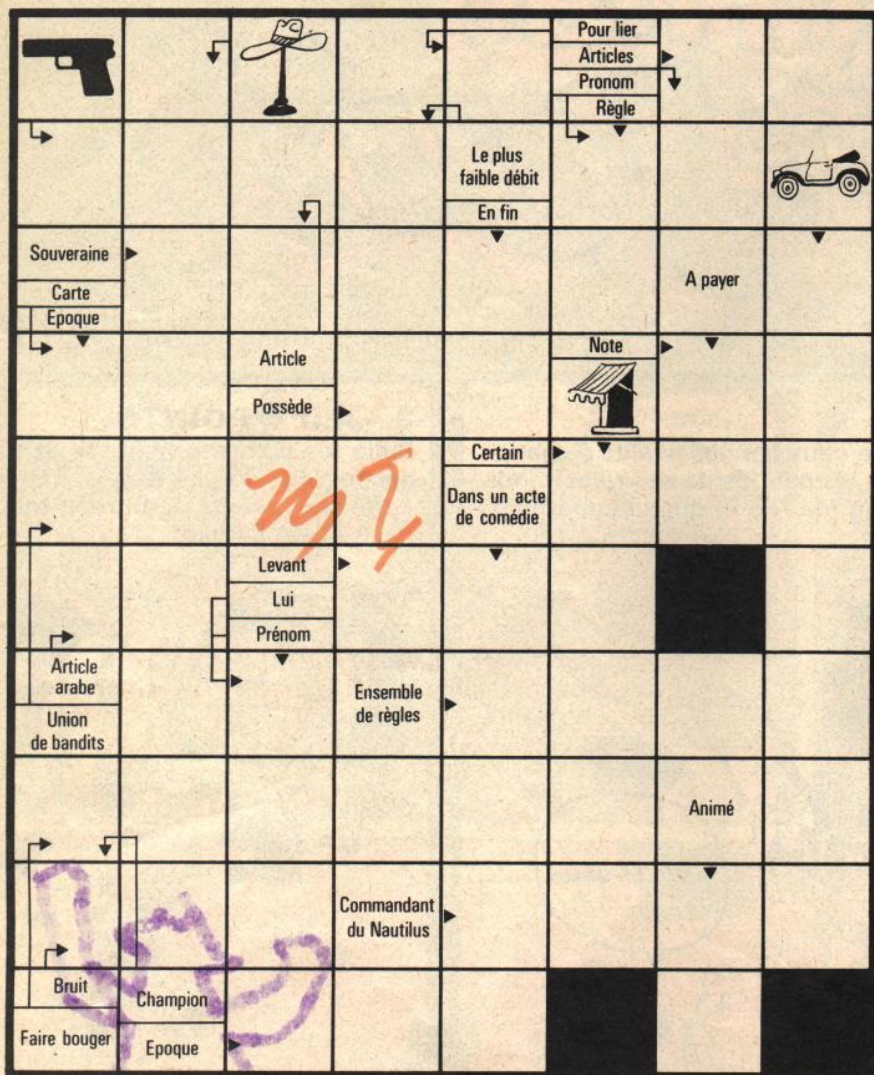 Pour lier
Articles
Pronom
Règle
Le plus
faible débit
En fin
Souveraine
Carte
Epoque
A payer
Article
Possède
Note
Certain
Dans un acte
de comédie
Levant
Lui
Prénom
Article
arabe
Union
de bandits
Ensemble
de règles
Animé
Commandant
du Nautilus
Bruit
Faire bouger
Champion
Epoque